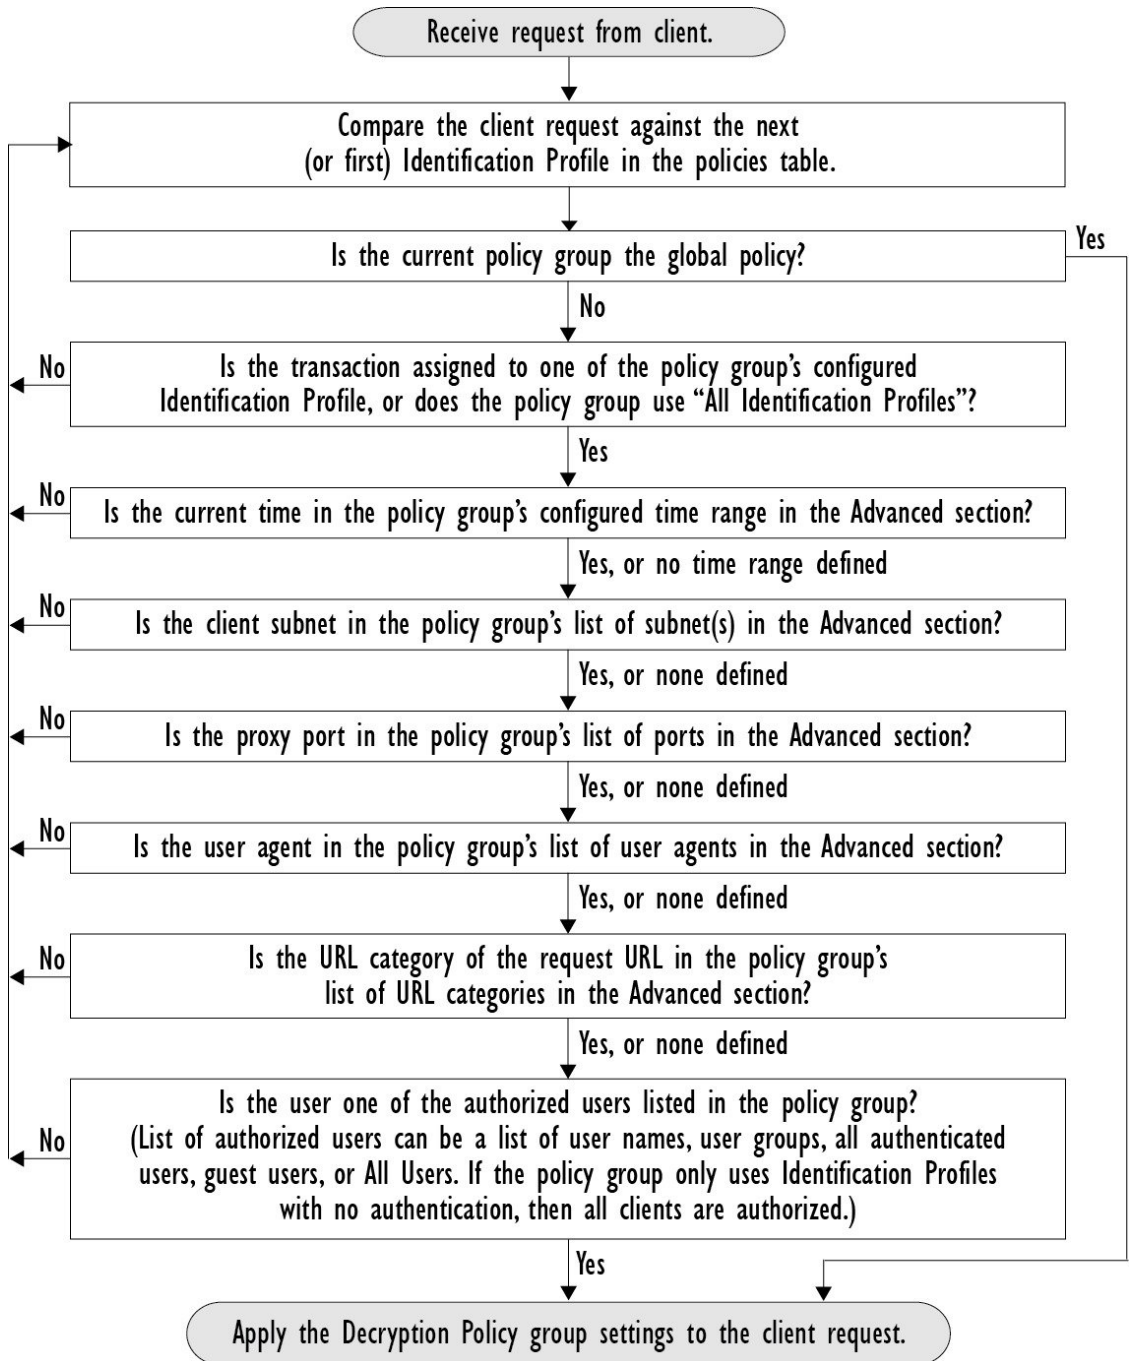 Receive request from client.
Compare the client request against the next
(or first) Identification Profile in the policies table.
Yes
Is the current policy group the global policy?
No
No
Is the transaction assigned to one of the policy group’s configured
Identification Profile, or does the policy group use “All Identification Profiles”?
Yes
No
Is the current time in the policy group’s configured time range in the Advanced section?
Yes, or no time range defined
No
Is the client subnet in the policy group’s list of subnet(s) in the Advanced section?
Yes, or none defined
No
Is the proxy port in the policy group’s list of ports in the Advanced section?
Yes, or none defined
No
Is the user agent in the policy group’s list of user agents in the Advanced section?
Yes, or none defined
No
Is the URL category of the request URL in the policy group’s
list of URL categories in the Advanced section?
Yes, or none defined
Is the user one of the authorized users listed in the policy group?
No
(List of authorized users can be a list of user names, user groups, all authenticated
users, guest users, or All Users. If the policy group only uses Identification Profiles
with no authentication, then all clients are authorized.)
Yes
Apply the Decryption Policy group settings to the client request.